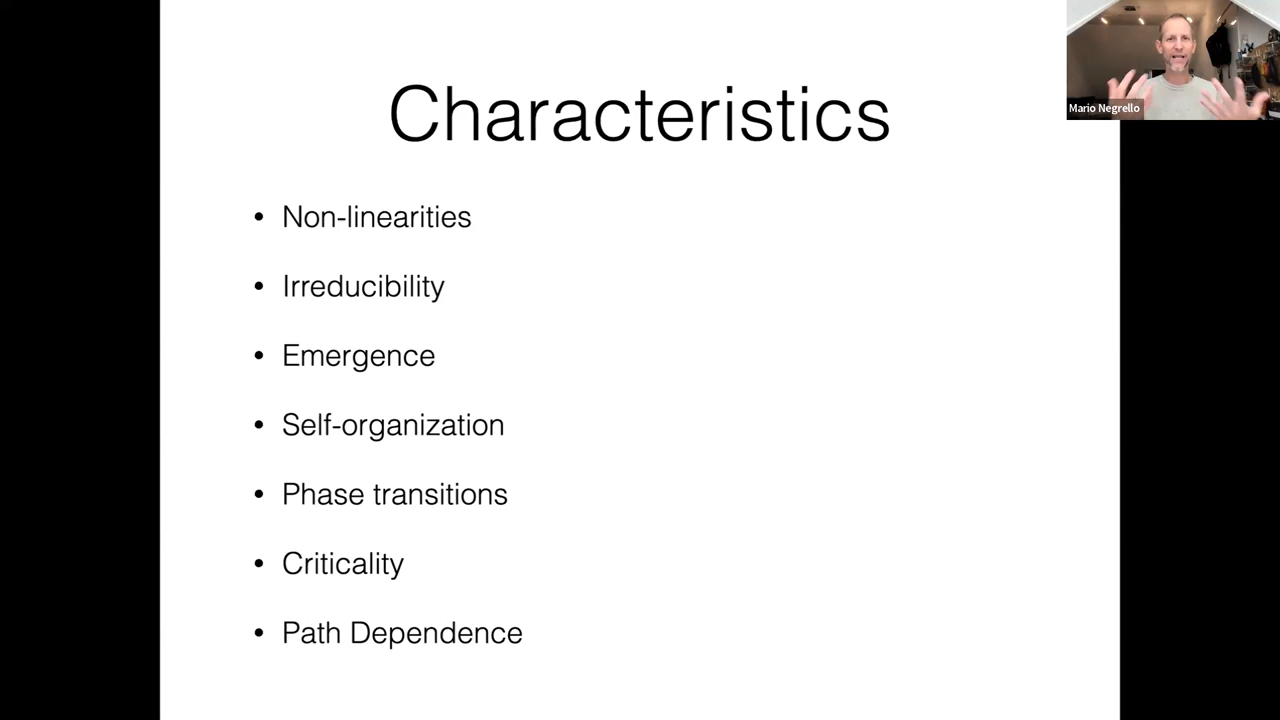 Characteristics
• Non-linearities
• Irreducibility
• Emergence
• Self-organization
• Phase transitions
• Criticality
• Path Dependence
Mario Negrello